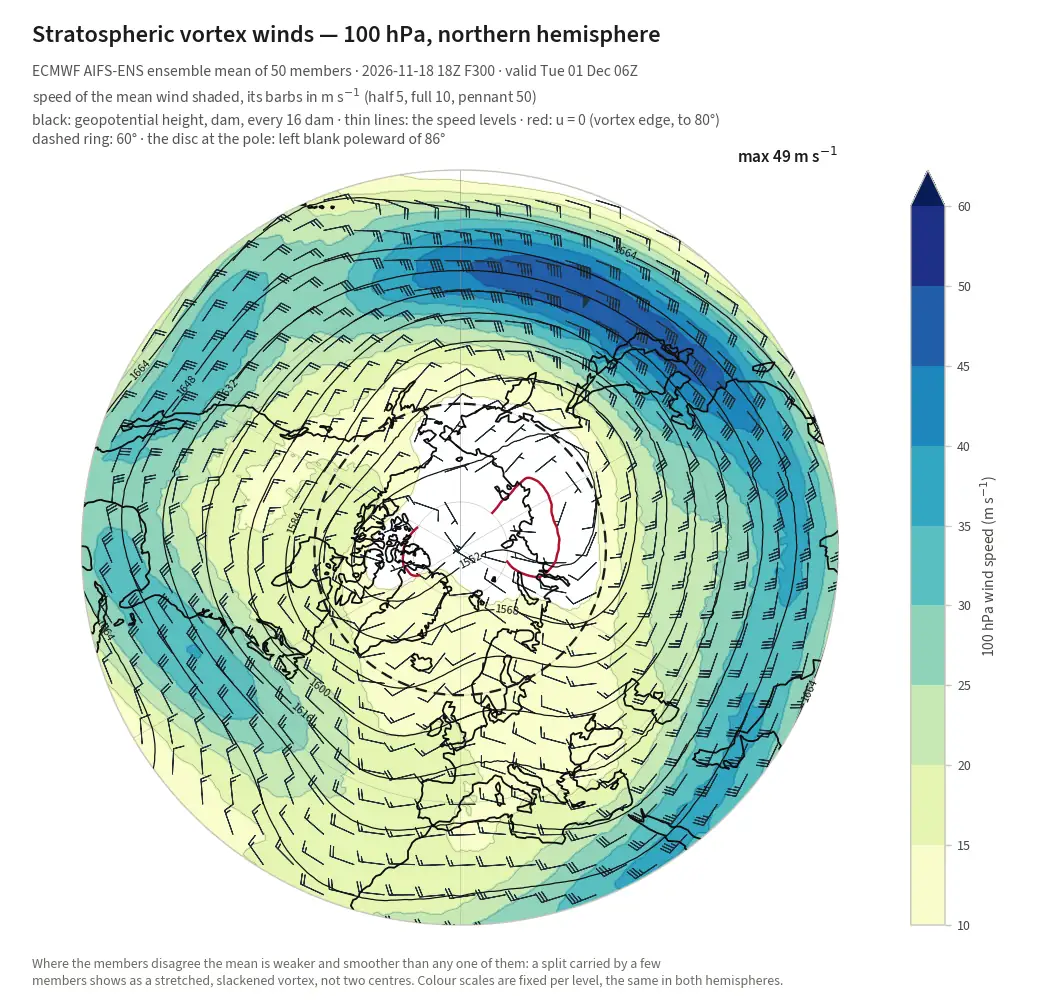 Stratospheric vortex winds — 100 hPa, northern hemisphere
ECMWF AIFS-ENS ensemble mean of 50 members · 2026-11-18 18Z F300 · valid Tue 01 Dec 06Z
speed of the mean wind shaded, its barbs in m s⁻¹ (half 5, full 10, pennant 50)
black: geopotential height, dam, every 16 dam · thin lines: the speed levels · red: u = 0 (vortex edge, to 80°)
dashed ring: 60° · the disc at the pole: left blank poleward of 86°
max 49 m s⁻¹
60
50
45
40
35
30
25
20
15
10
100 hPa wind speed (m s⁻¹)
1664
1664
1648
1632
1584
1552
1568
1600
1616
1664
Where the members disagree the mean is weaker and smoother than any one of them: a split carried by a few
members shows as a stretched, slackened vortex, not two centres. Colour scales are fixed per level, the same in both hemispheres.